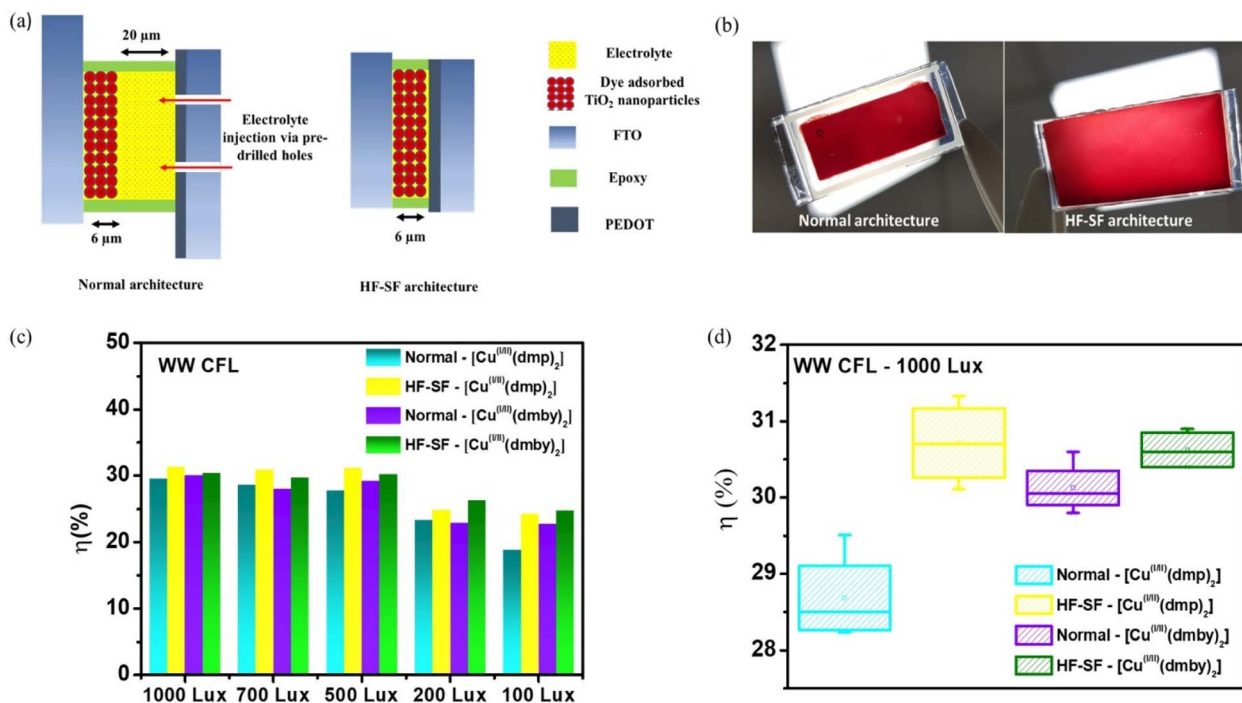 (a)
20 μm
Electrolyte
injection via pre-
drilled holes
6 μm
Normal architecture
6 μm
HF-SF architecture
Electrolyte
Dye adsorbed
TiO₂ nanoparticles
FTO
Epoxy
PEDOT
(b)
Normal architecture
HF-SF architecture
(c)
WW CFL
Normal - [Cu⁽ᴵ/ᴵᴵ⁾(dmp)₂]
HF-SF - [Cu⁽ᴵ/ᴵᴵ⁾(dmp)₂]
Normal - [Cu⁽ᴵ/ᴵᴵ⁾(dmby)₂]
HF-SF - [Cu⁽ᴵ/ᴵᴵ⁾(dmby)₂]
η(%)
50
40
30
20
10
0
1000 Lux 700 Lux 500 Lux 200 Lux 100 Lux
(d)
WW CFL - 1000 Lux
η (%)
32
31
30
29
28
Normal - [Cu⁽ᴵ/ᴵᴵ⁾(dmp)₂]
HF-SF - [Cu⁽ᴵ/ᴵᴵ⁾(dmp)₂]
Normal - [Cu⁽ᴵ/ᴵᴵ⁾(dmby)₂]
HF-SF - [Cu⁽ᴵ/ᴵᴵ⁾(dmby)₂]